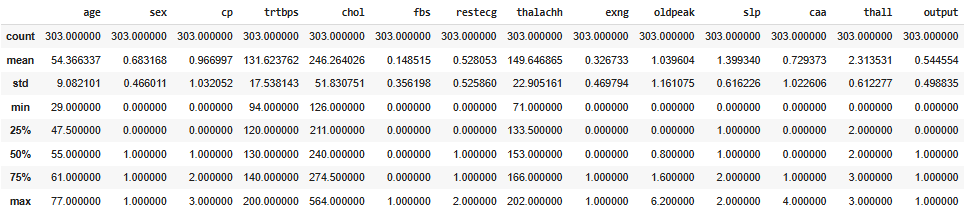 age sex cp trtbps chol fbs restecg thalachh exng oldpeak slp caa thall output
count 303.000000 303.000000 303.000000 303.000000 303.000000 303.000000 303.000000 303.000000 303.000000 303.000000 303.000000 303.000000 303.000000 303.000000
mean 54.366337 0.683168 0.966997 131.623762 246.264026 0.148515 0.528053 149.646865 0.326733 1.039604 1.399340 0.729373 2.313531 0.544554
std 9.082101 0.466011 1.032052 17.538143 51.830751 0.356198 0.525860 22.905161 0.469794 1.161075 0.616226 1.022606 0.612277 0.498835
min 29.000000 0.000000 0.000000 94.000000 126.000000 0.000000 0.000000 71.000000 0.000000 0.000000 0.000000 0.000000 0.000000 0.000000
25% 47.500000 0.000000 0.000000 120.000000 211.000000 0.000000 0.000000 133.500000 0.000000 0.000000 1.000000 0.000000 2.000000 0.000000
50% 55.000000 1.000000 1.000000 130.000000 240.000000 0.000000 1.000000 153.000000 0.000000 0.800000 1.000000 0.000000 2.000000 1.000000
75% 61.000000 1.000000 2.000000 140.000000 274.500000 0.000000 1.000000 166.000000 1.000000 1.600000 2.000000 1.000000 3.000000 1.000000
max 77.000000 1.000000 3.000000 200.000000 564.000000 1.000000 2.000000 202.000000 1.000000 6.200000 2.000000 4.000000 3.000000 1.000000